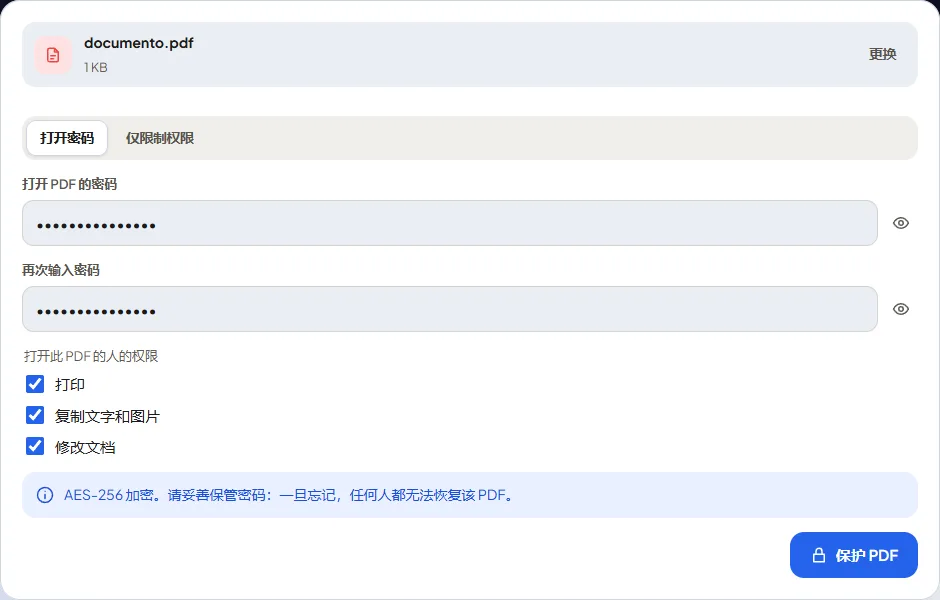 documento.pdf
1 KB
更换
打开密码
仅限制权限
打开 PDF 的密码
•••••••••••••••
再次输入密码
•••••••••••••••
打开此 PDF 的人的权限
打印
复制文字和图片
修改文档
AES-256 加密。请妥善保管密码：一旦忘记，任何人都无法恢复该 PDF。
保护 PDF